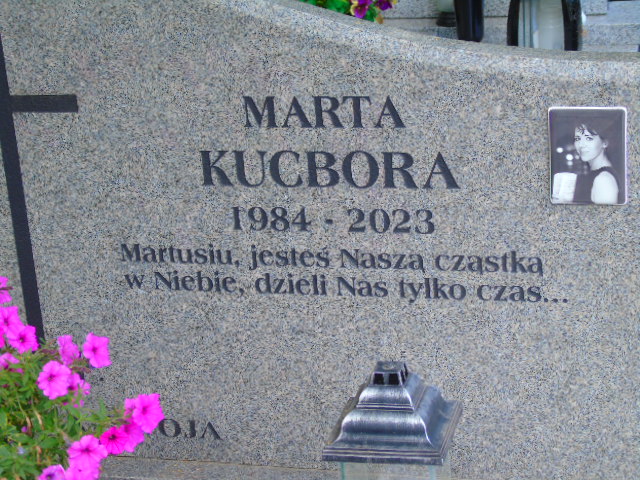 MARTA
KUCBORA
1984 - 2023
Martusiu, jesteś Naszą cząstką
w Niebie, dzieli Nas tylko czas...